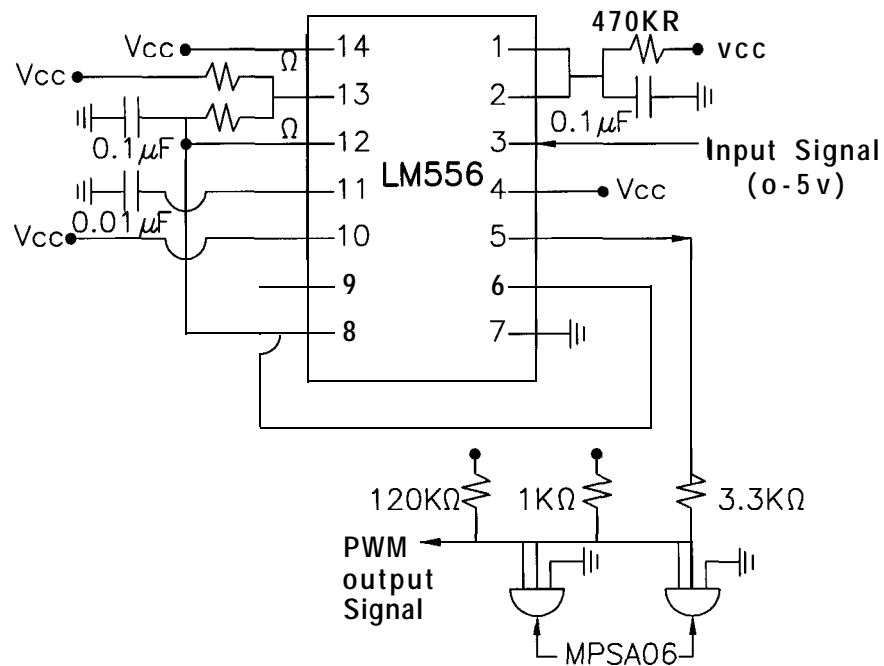 470KR
Vcc 14 1 vcc
Ω
Vcc 13 2
Ω
0.1μF 12 3 0.1μF Input Signal
(o-5v)
LM556
11 4 Vcc
0.01μF
Vcc 10 5
9 6
8 7
120KΩ 1KΩ 3.3KΩ
PWM
output
Signal
MPSA06